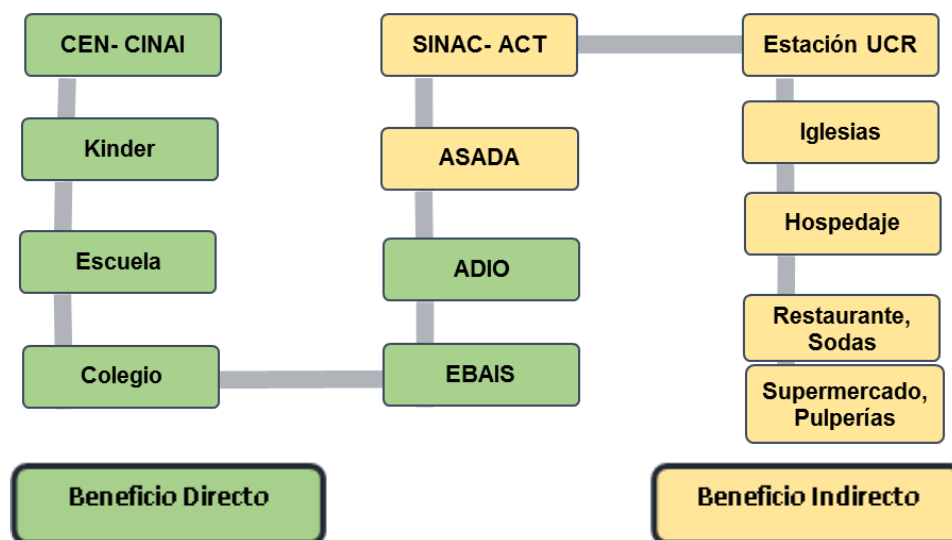 CEN- CINAI
Kinder
Escuela
Colegio
SINAC- ACT
ASADA
ADIO
EBAIS
Estación UCR
Iglesias
Hospedaje
Restaurante,
Sodas
Supermercado,
Pulperías
Beneficio Directo
Beneficio Indirecto